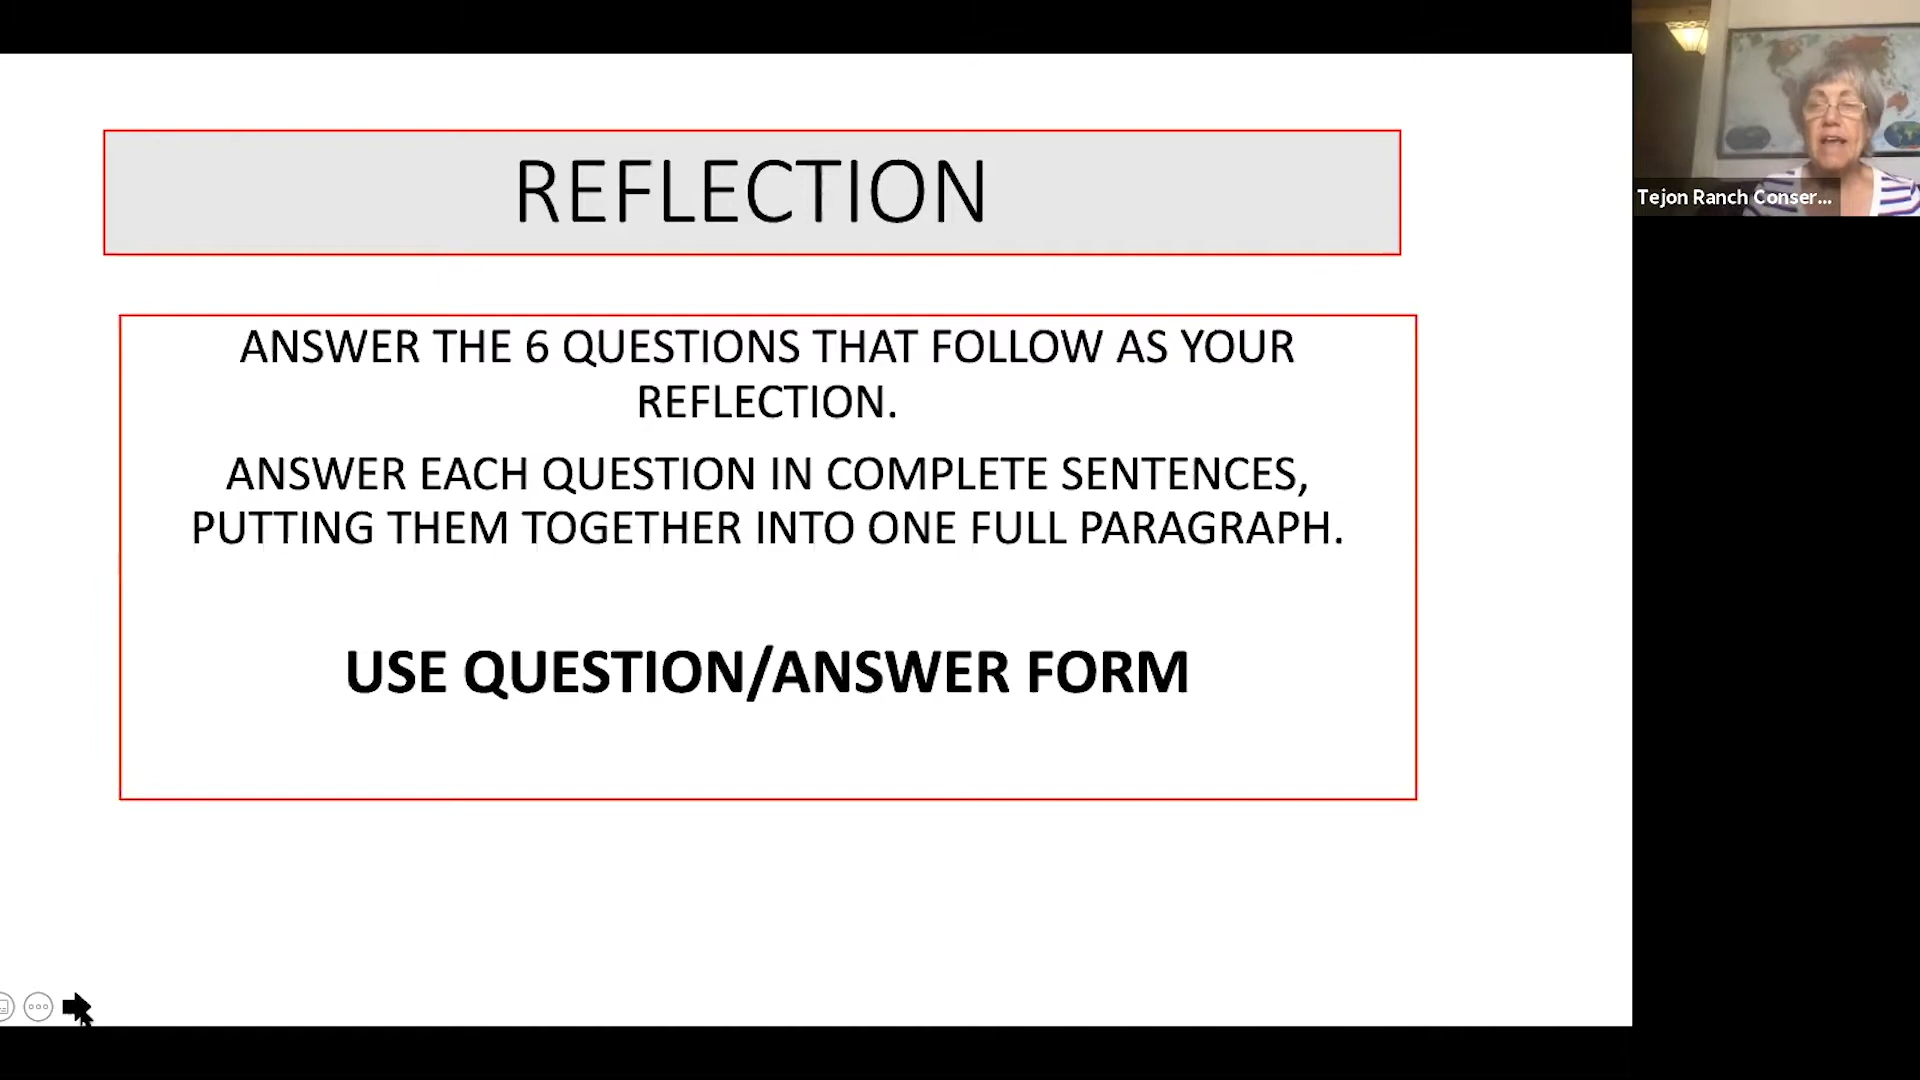 REFLECTION
ANSWER THE 6 QUESTIONS THAT FOLLOW AS YOUR
REFLECTION.
ANSWER EACH QUESTION IN COMPLETE SENTENCES,
PUTTING THEM TOGETHER INTO ONE FULL PARAGRAPH.
USE QUESTION/ANSWER FORM
Tejon Ranch Conser...